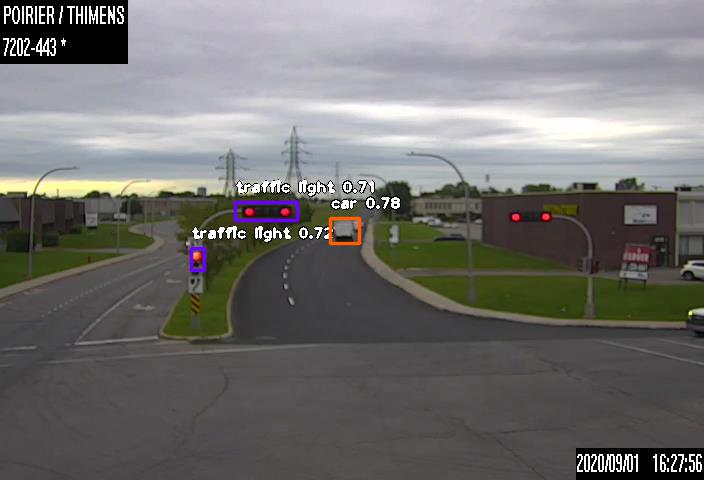 POIRIER / THIMENS
7202-443 *
traffic light 0.71
car 0.78
traffic light 0.72
2020/09/01 16:27:56